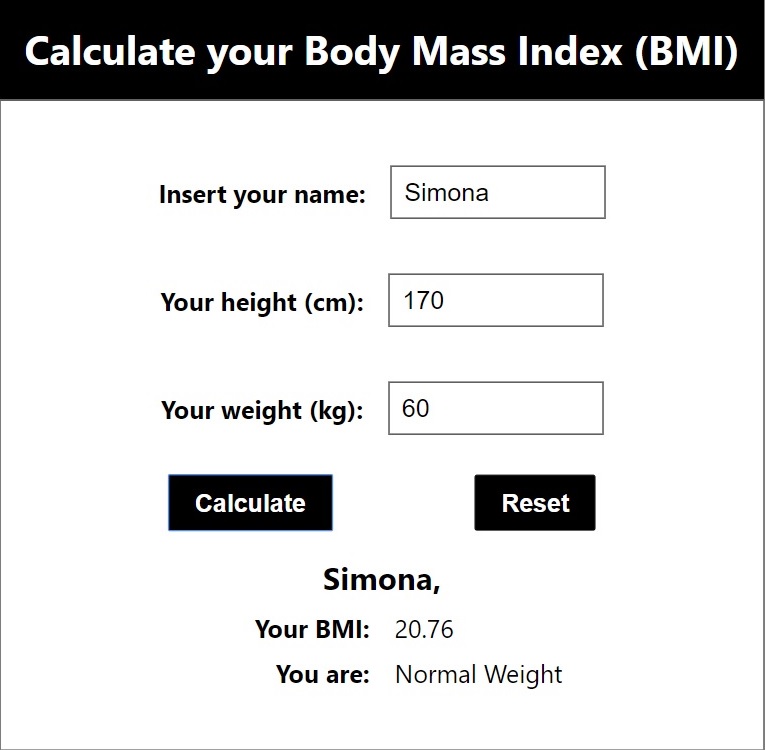 Calculate your Body Mass Index (BMI)
Insert your name: Simona
Your height (cm): 170
Your weight (kg): 60
Calculate Reset
Simona,
Your BMI: 20.76
You are: Normal Weight